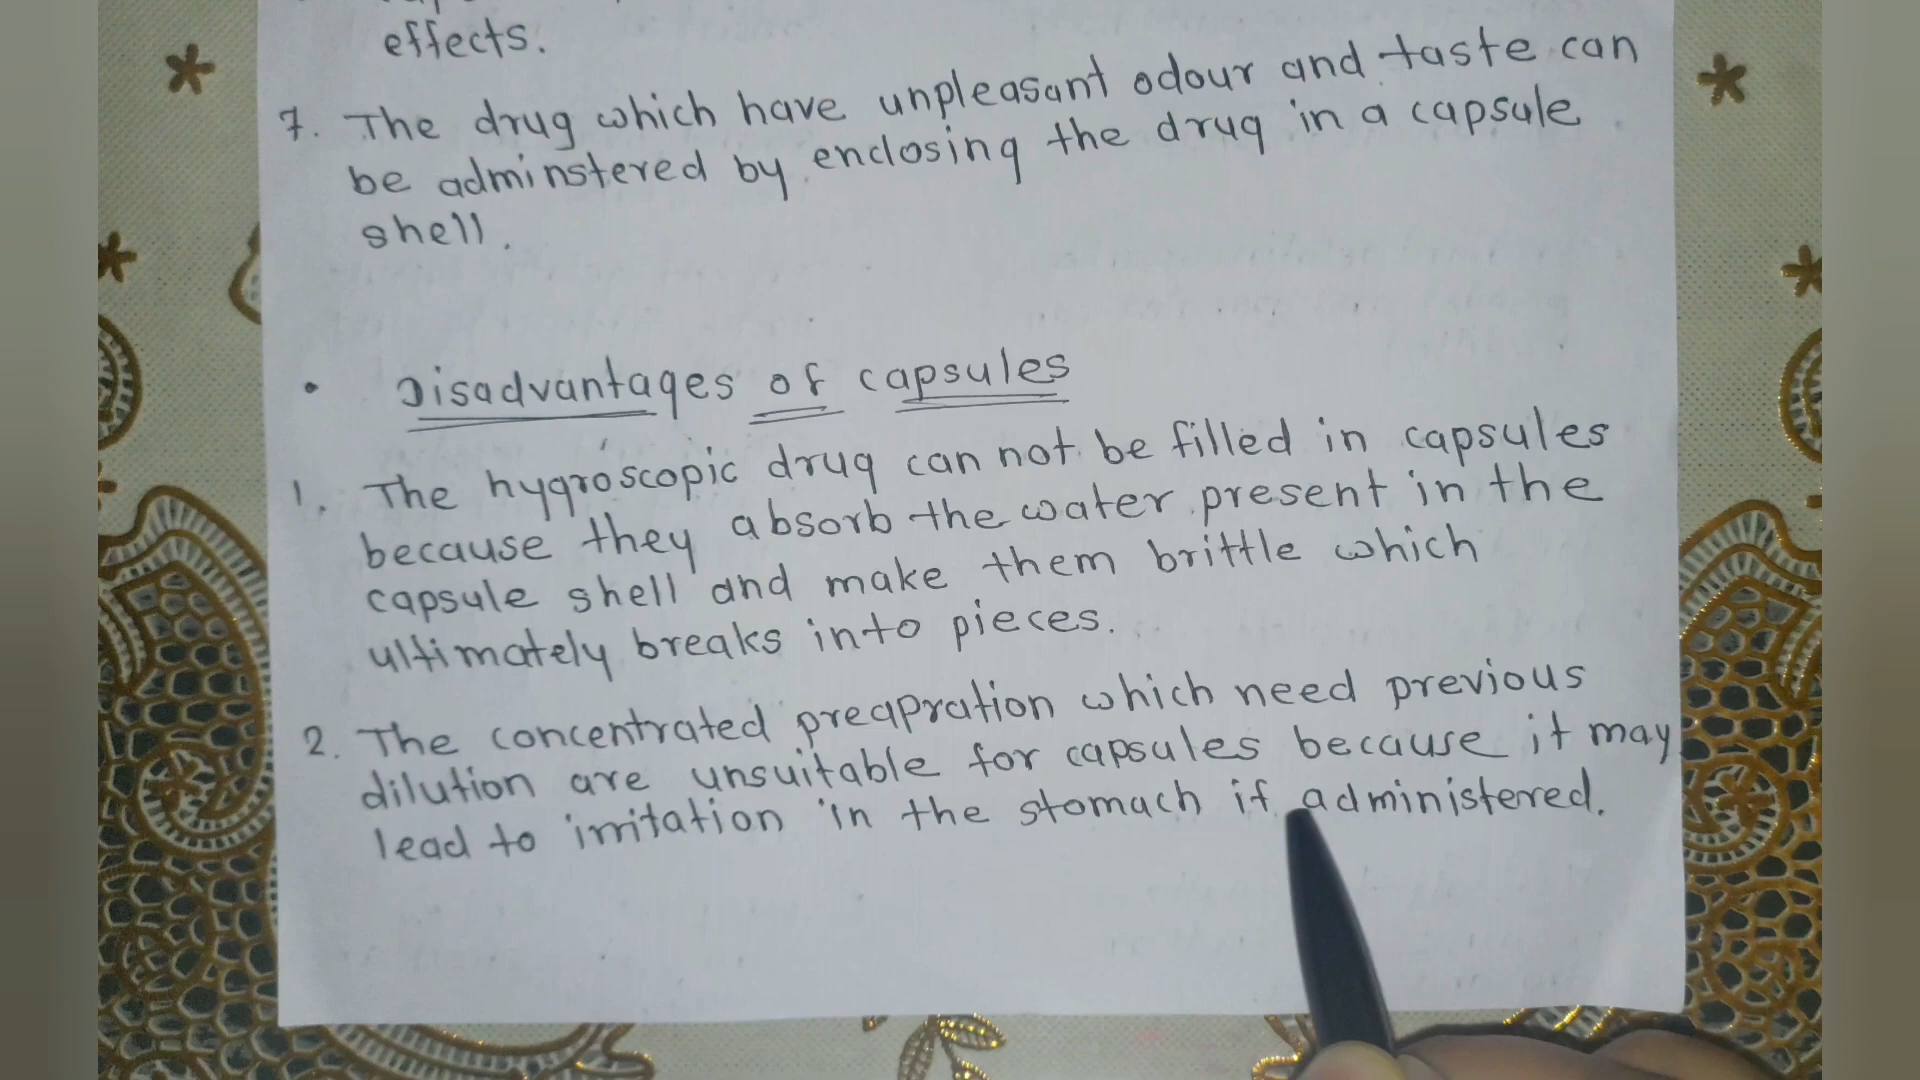 effects.
7. The drug which have unpleasant odour and taste can
be adminstered by enclosing the drug in a capsule
shell.
• Disadvantages of capsules
1. The hygroscopic drug can not be filled in capsules
because they absorb the water present in the
capsule shell and make them brittle which
ultimately breaks into pieces.
2. The concentrated preapration which need previous
dilution are unsuitable for capsules because it may
lead to irritation in the stomach if administered.